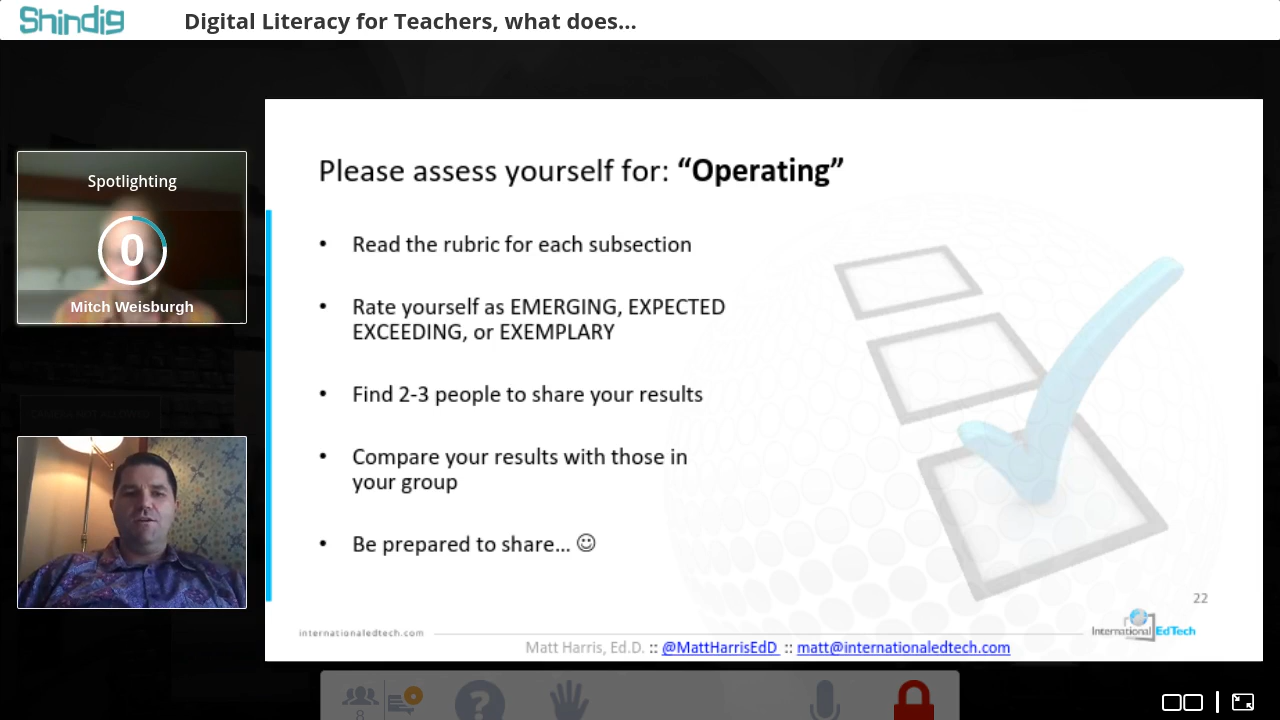 Shindig
Digital Literacy for Teachers, what does...
Spotlighting
0
Mitch Weisburgh
Please assess yourself for: “Operating”
• Read the rubric for each subsection
• Rate yourself as EMERGING, EXPECTED
EXCEEDING, or EXEMPLARY
• Find 2-3 people to share your results
• Compare your results with those in
your group
• Be prepared to share... ☺
22
internationaledtech.com
International EdTech
Matt Harris, Ed.D. :: @MattHarrisEdD :: matt@internationaledtech.com
8
?